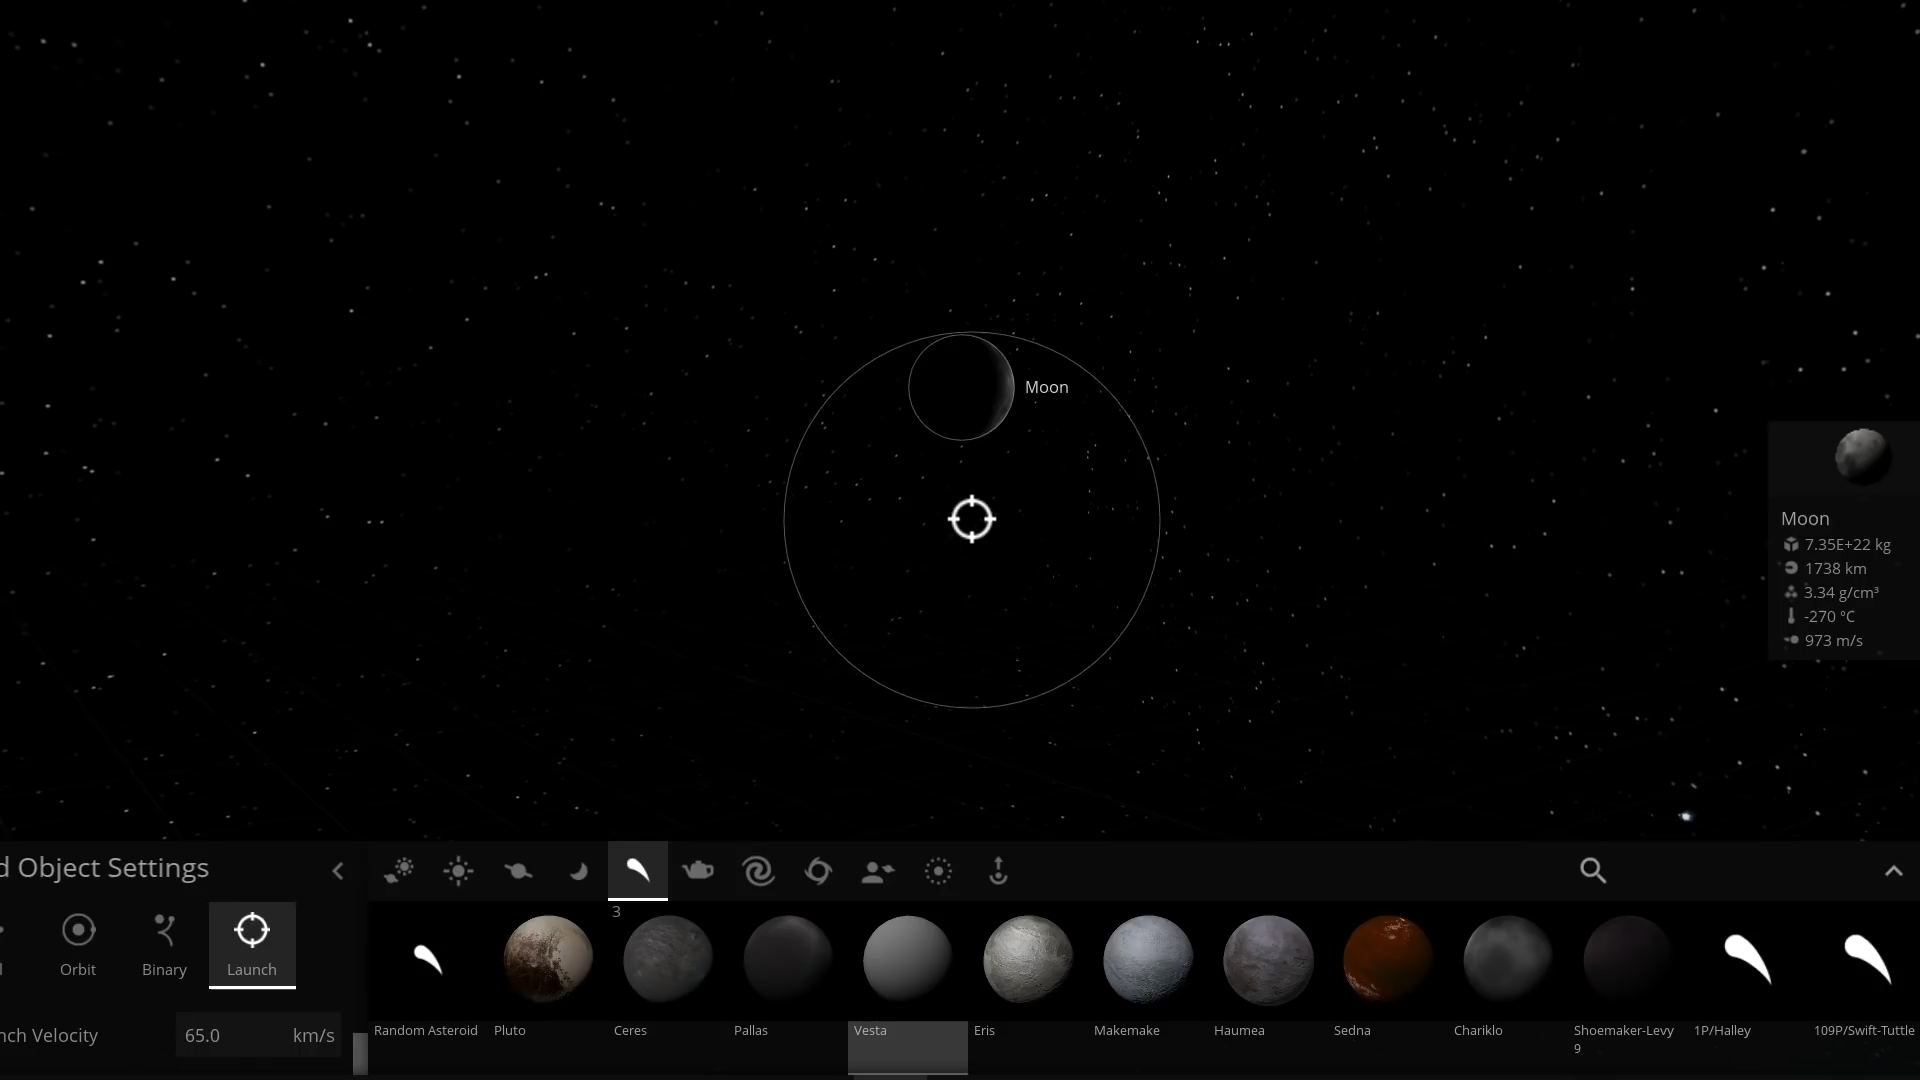 Moon
Moon
7.35E+22 kg
1738 km
3.34 g/cm³
-270 °C
973 m/s
d Object Settings
3
l
Orbit
Binary
Launch
nch Velocity
65.0
km/s
Random Asteroid
Pluto
Ceres
Pallas
Vesta
Eris
Makemake
Haumea
Sedna
Chariklo
Shoemaker-Levy
9
1P/Halley
109P/Swift-Tuttle